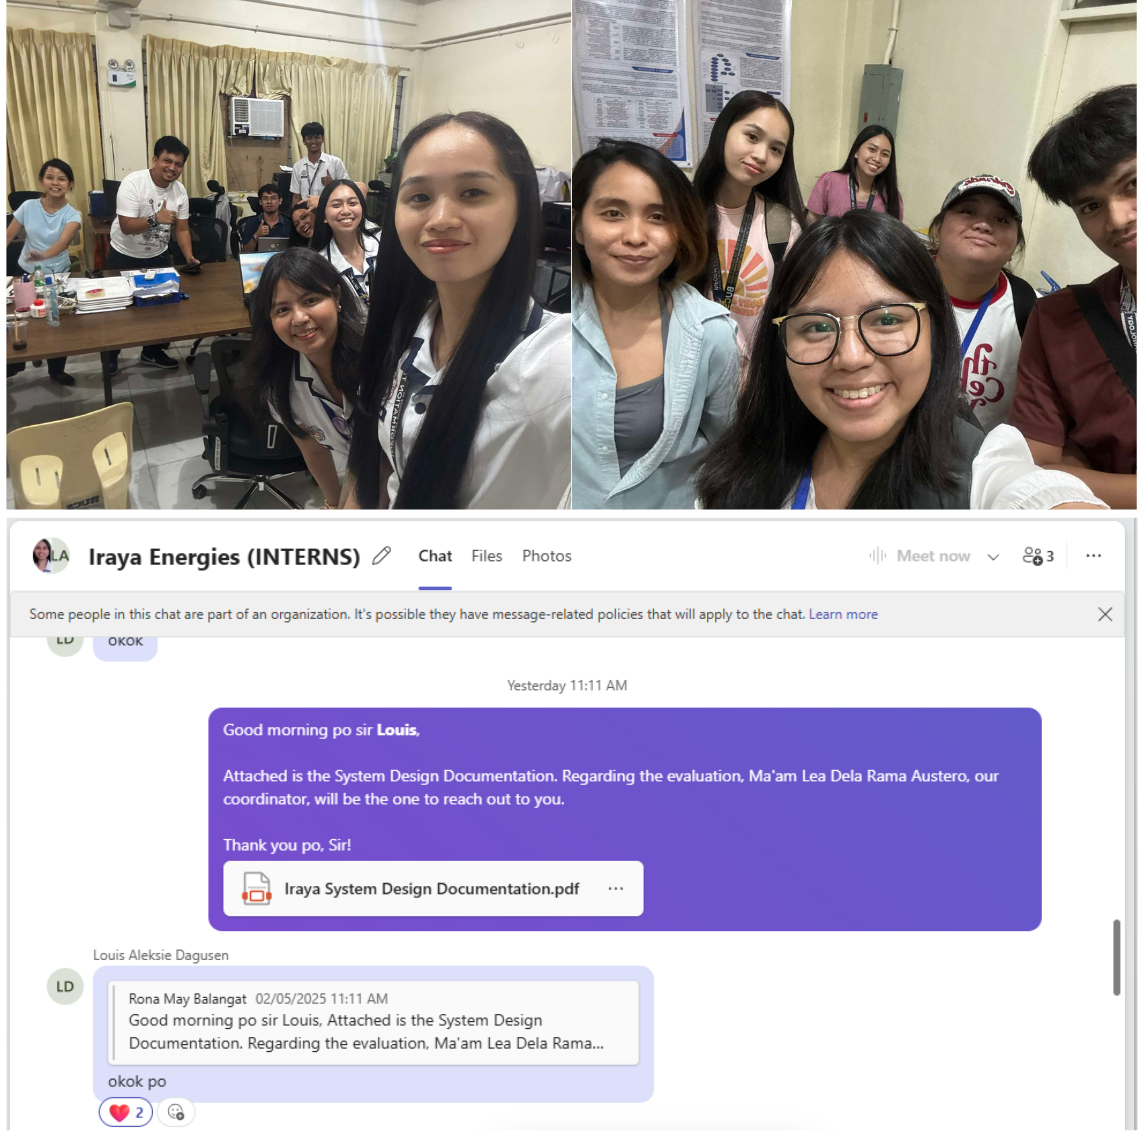 Iraya Energies (INTERNS)
Chat
Files
Photos
Meet now
3
Some people in this chat are part of an organization. It's possible they have message-related policies that will apply to the chat. Learn more
LD
okok
Yesterday 11:11 AM
Good morning po sir Louis,
Attached is the System Design Documentation. Regarding the evaluation, Ma'am Lea Dela Rama Austero, our
coordinator, will be the one to reach out to you.
Thank you po, Sir!
Iraya System Design Documentation.pdf
Louis Aleksie Dagusen
LD
Rona May Balangat 02/05/2025 11:11 AM
Good morning po sir Louis, Attached is the System Design
Documentation. Regarding the evaluation, Ma'am Lea Dela Rama...
okok po
2